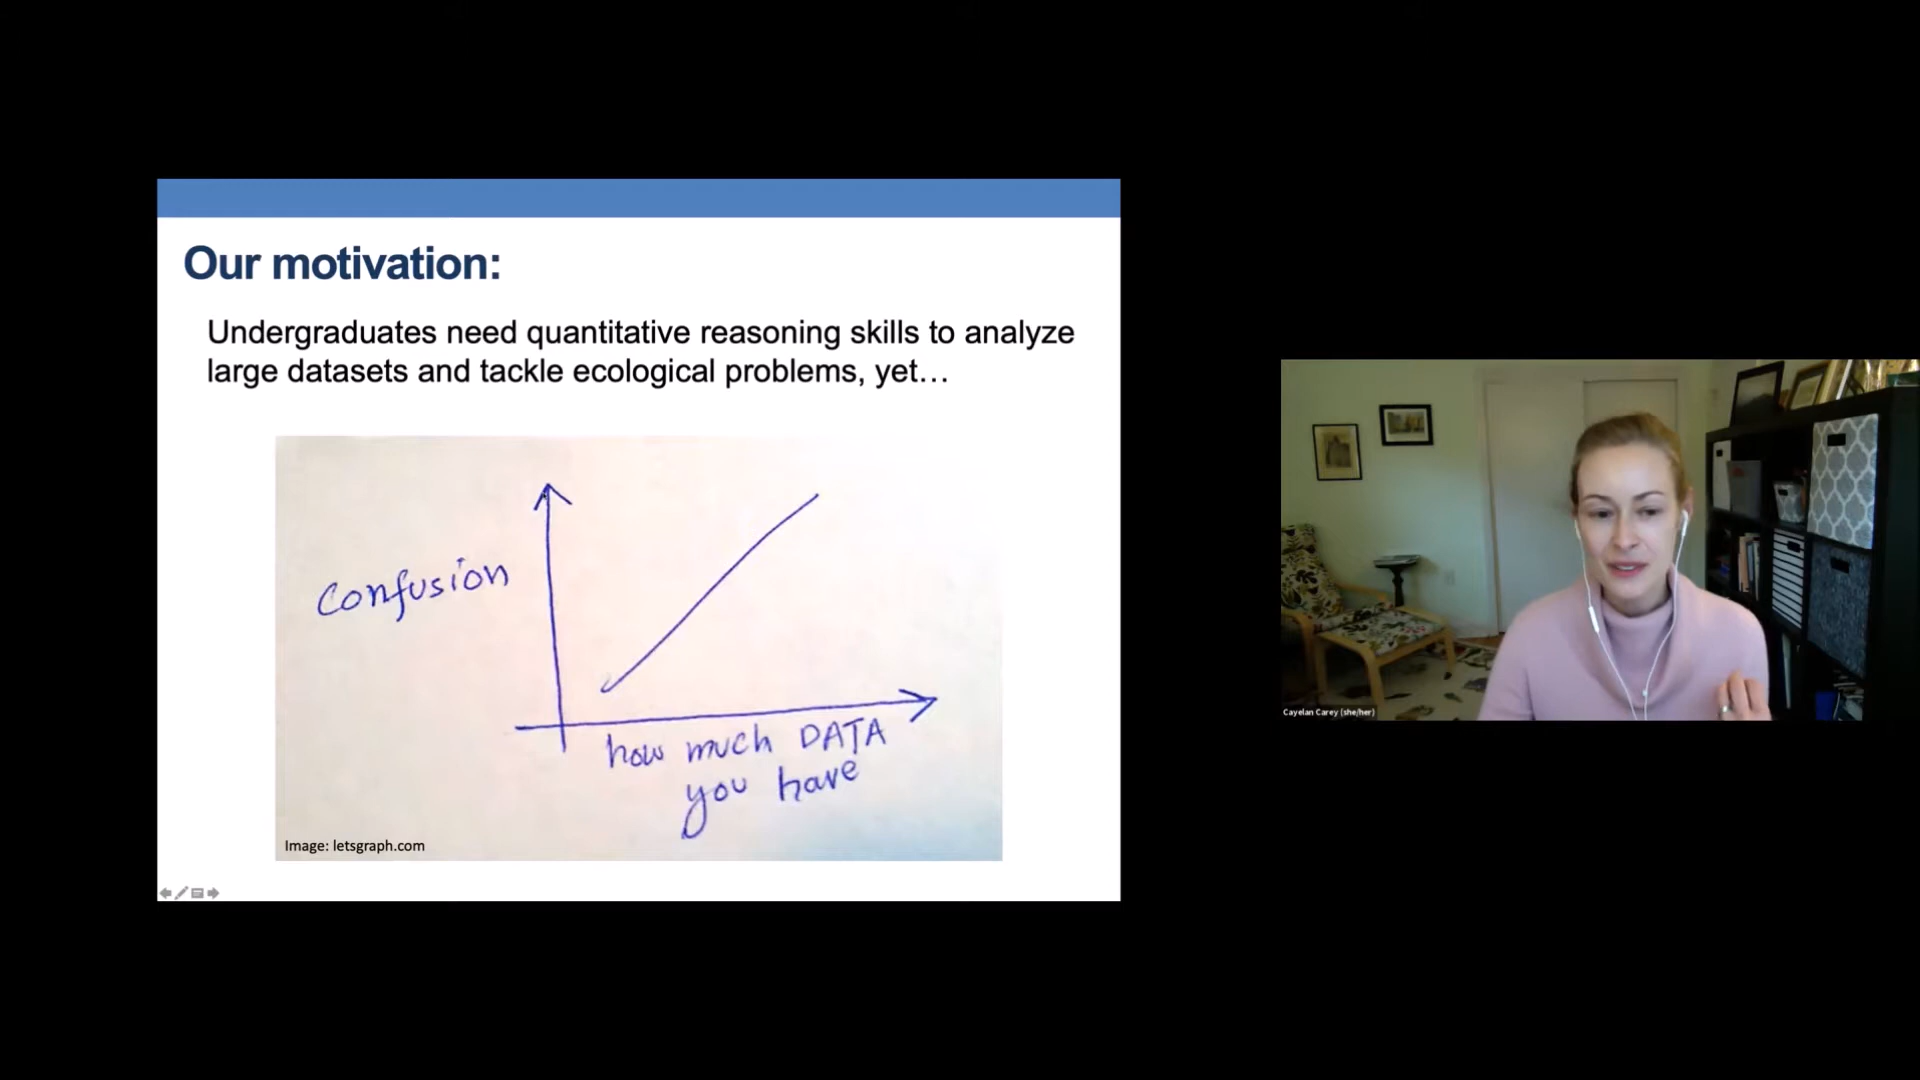 Our motivation:
Undergraduates need quantitative reasoning skills to analyze
large datasets and tackle ecological problems, yet…
Confusion
how much DATA
you have
Image: letsgraph.com
Cayelan Carey (she/her)